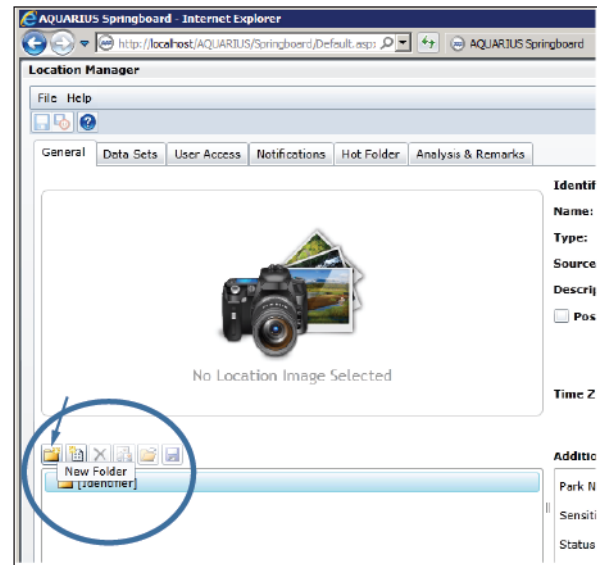 AQUARIUS Springboard - Internet Explorer
http://localhost/AQUARIUS/Springboard/Default.asp
AQUARIUS Springboard
Location Manager
File Help
General Data Sets User Access Notifications Hot Folder Analysis & Remarks
Identif
Name:
Type:
Source
Descrip
Pos
No Location Image Selected
Time Z
New Folder
[Identifier]
Additio
Park N
Sensiti
Status